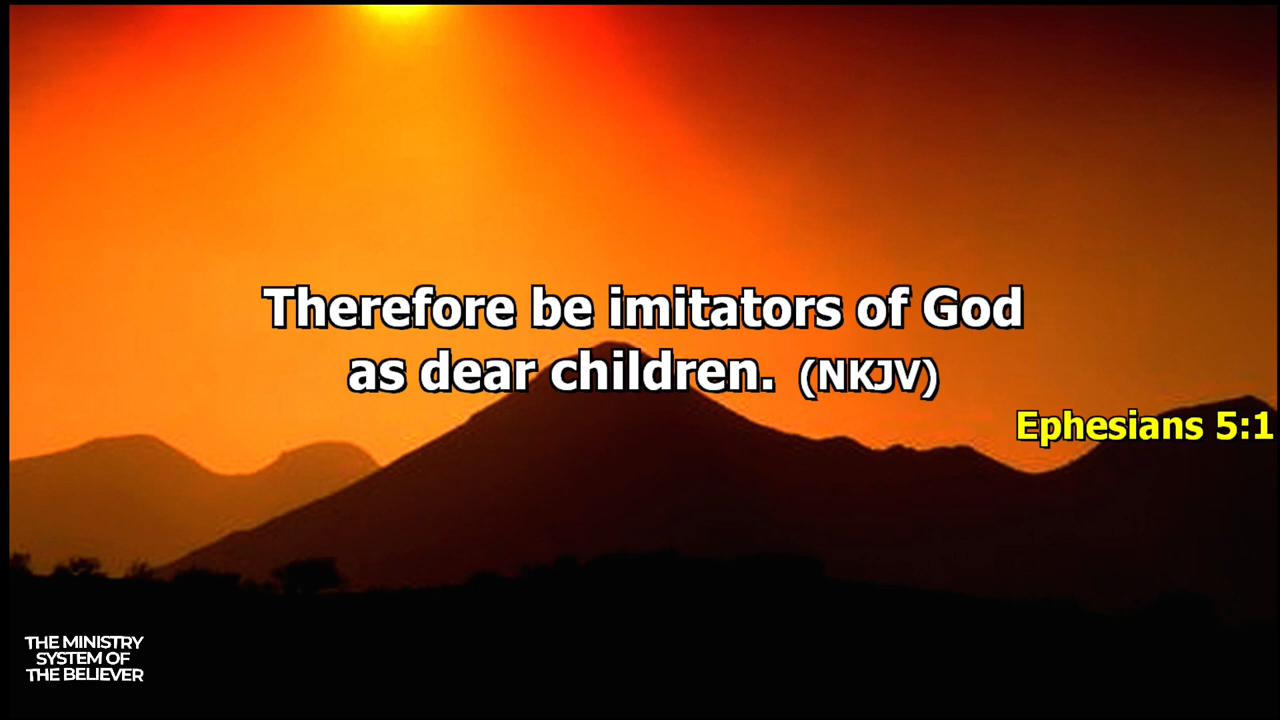 Therefore be imitators of God
as dear children. (NKJV)
Ephesians 5:1
THE MINISTRY
SYSTEM OF
THE BELIEVER